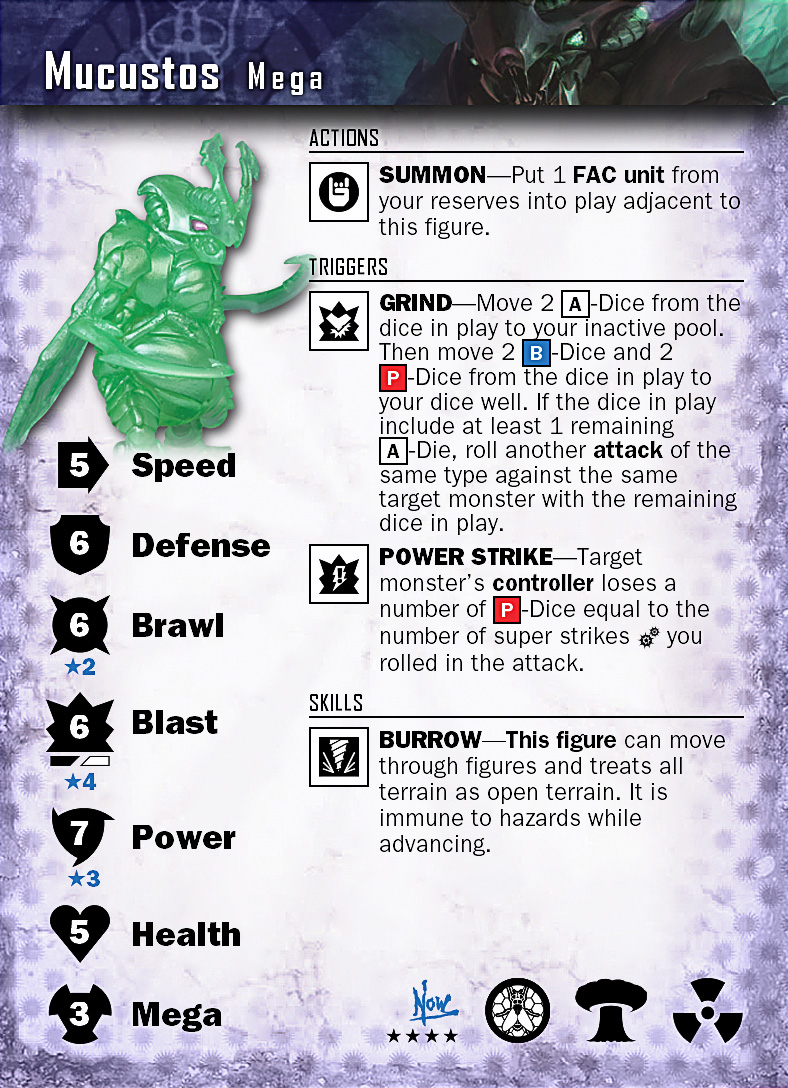 Mucustos Mega
ACTIONS
SUMMON—Put 1 FAC unit from
your reserves into play adjacent to
this figure.
TRIGGERS
GRIND—Move 2 A-Dice from the
dice in play to your inactive pool.
Then move 2 B-Dice and 2
P-Dice from the dice in play to
your dice well. If the dice in play
include at least 1 remaining
A-Die, roll another attack of the
same type against the same
target monster with the remaining
dice in play.
POWER STRIKE—Target
monster’s controller loses a
number of P-Dice equal to the
number of super strikes you
rolled in the attack.
SKILLS
BURROW—This figure can move
through figures and treats all
terrain as open terrain. It is
immune to hazards while
advancing.
5 Speed
6 Defense
6 Brawl
★2
6 Blast
★4
7 Power
★3
5 Health
3 Mega
Now
★★★★